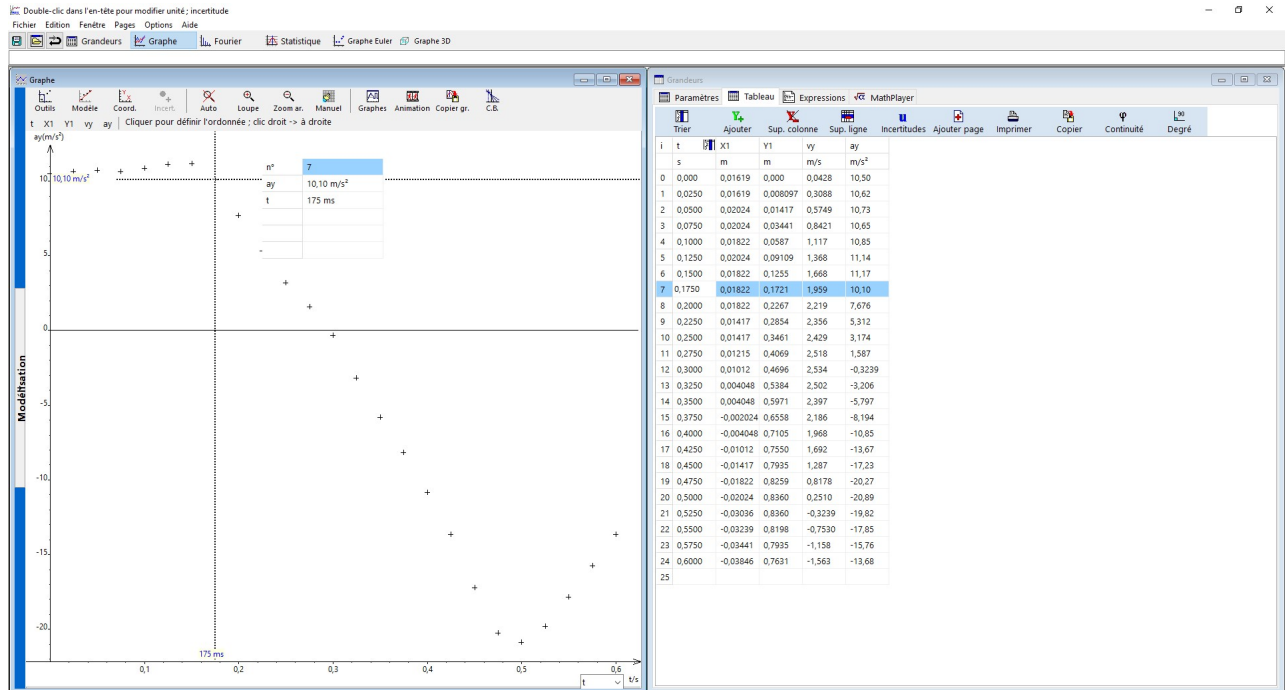 Double-clic dans l'en-tête pour modifier unité ; incertitude
Fichier Edition Fenêtre Pages Options Aide
Grandeurs Graphe Fourier Statistique Graphe Euler Graphe 3D
Graphe
Outils Modèle Coord. Incert. Auto Loupe Zoom ar. Manuel Graphes Animation Copier gr. C.B.
t X1 Y1 vy ay Cliquer pour définir l'ordonnée ; clic droit -> à droite
ay(m/s²)
10 10,10 m/s²
n° 7
ay 10,10 m/s²
t 175 ms
5
0
-5
-10
-15
-20
175 ms
0,1 0,2 0,3 0,4 0,5 0,6
t t/s
Modélisation
Grandeurs
Paramètres Tableau Expressions MathPlayer
Trier Ajouter Sup. colonne Sup. ligne Incertitudes Ajouter page Imprimer Copier Continuité Degré
i t X1 Y1 vy ay
s m m m/s m/s²
0 0,000 0,01619 0,000 0,0428 10,50
1 0,0250 0,01619 0,008097 0,3088 10,62
2 0,0500 0,02024 0,01417 0,5749 10,73
3 0,0750 0,02024 0,03441 0,8421 10,65
4 0,1000 0,01822 0,0587 1,117 10,85
5 0,1250 0,02024 0,09109 1,368 11,14
6 0,1500 0,01822 0,1255 1,668 11,17
7 0,1750 0,01822 0,1721 1,959 10,10
8 0,2000 0,01822 0,2267 2,219 7,676
9 0,2250 0,01417 0,2854 2,356 5,312
10 0,2500 0,01417 0,3461 2,429 3,174
11 0,2750 0,01215 0,4069 2,518 1,587
12 0,3000 0,01012 0,4696 2,534 -0,3239
13 0,3250 0,004048 0,5384 2,502 -3,206
14 0,3500 0,004048 0,5971 2,397 -5,797
15 0,3750 -0,002024 0,6558 2,186 -8,194
16 0,4000 -0,004048 0,7105 1,968 -10,85
17 0,4250 -0,01012 0,7550 1,692 -13,67
18 0,4500 -0,01417 0,7935 1,287 -17,23
19 0,4750 -0,01822 0,8259 0,8178 -20,27
20 0,5000 -0,02024 0,8360 0,2510 -20,89
21 0,5250 -0,03036 0,8360 -0,3239 -19,82
22 0,5500 -0,03239 0,8198 -0,7530 -17,85
23 0,5750 -0,03441 0,7935 -1,158 -15,76
24 0,6000 -0,03846 0,7631 -1,563 -13,68
25